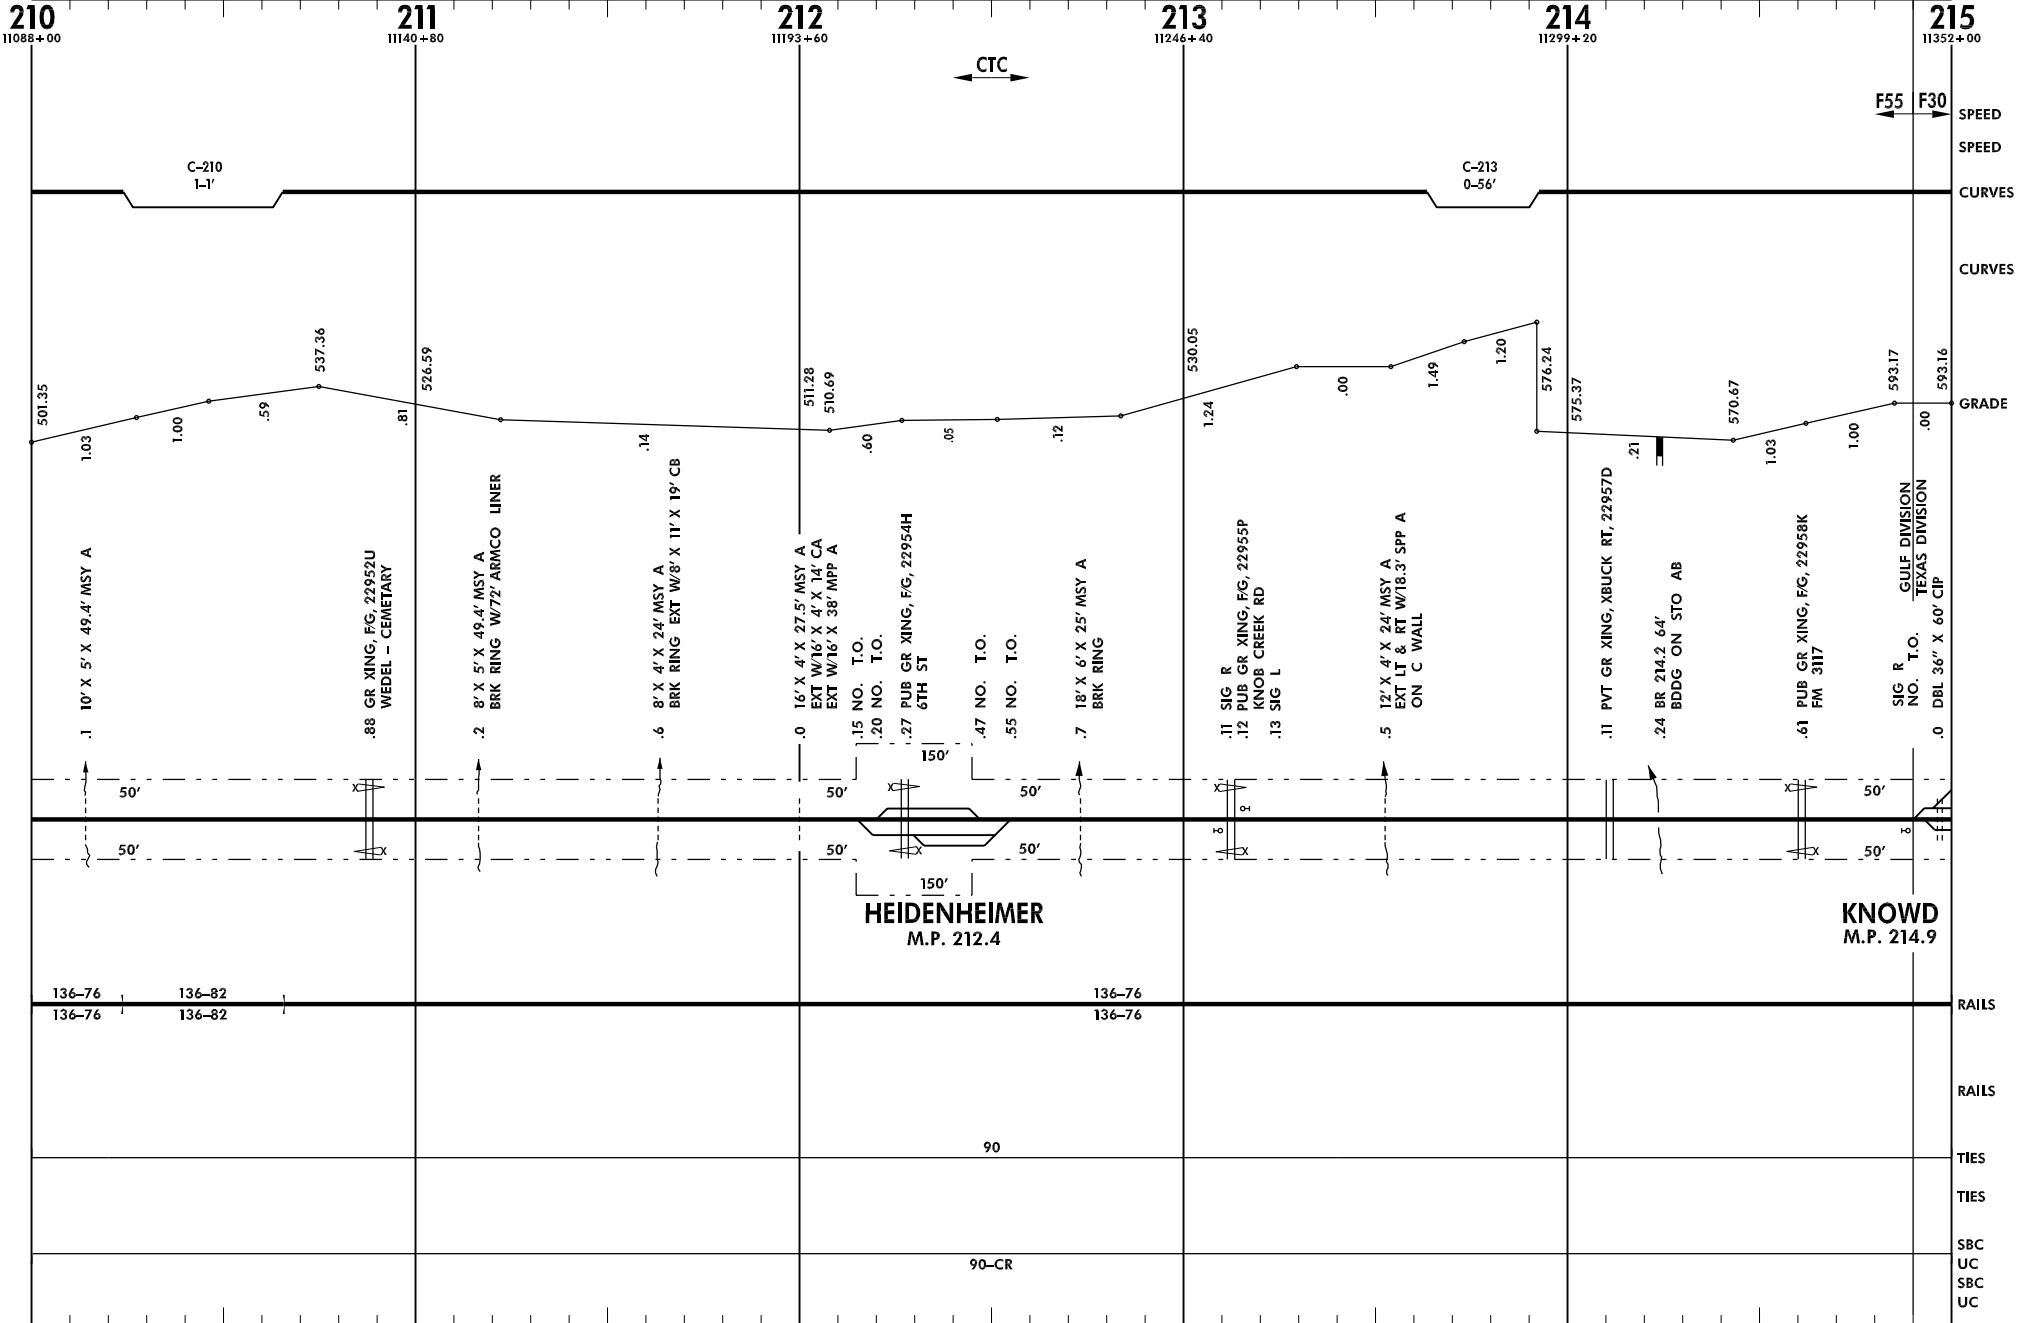 210 211 212 213 214 215
11088+00 11140+80 11193+60 11246+40 11299+20 11352+00
CTC
F55 F30
SPEED
SPEED
C-210
1-1'
C-213
0-56'
CURVES
CURVES
501.35
1.03
1.00
.59
537.36
.81
526.59
.14
511.28
510.69
.60
.05
.12
530.05
1.24
.00
1.49
1.20
576.24
575.37
.21
570.67
1.03
1.00
593.17
.00
593.16
GRADE
.1 10' X 5' X 49.4' MSY A
.88 GR XING, F/G, 22952U
WEDEL - CEMETARY
.2 8' X 5' X 49.4' MSY A
BRK RING W/72' ARMCO LINER
.6 8' X 4' X 24' MSY A
BRK RING EXT W/8' X 11' X 19' CB
.0 16' X 4' X 27.5' MSY A
EXT W/16' X 4' X 14' CA
EXT W/16' X 38' MPP A
.15 NO. T.O.
.20 NO. T.O.
.27 PUB GR XING, F/G, 22954H
6TH ST
.47 NO. T.O.
.55 NO. T.O.
.7 18' X 6' X 25' MSY A
BRK RING
.11 SIG R
.12 PUB GR XING, F/G, 22955P
KNOB CREEK RD
.13 SIG L
.5 12' X 4' X 24' MSY A
EXT LT & RT W/18.3' SPP A
ON C WALL
.11 PVT GR XING, XBUCK RT, 22957D
.24 BR 214.2 64'
BDDG ON STO AB
.61 PUB GR XING, F/G, 22958K
FM 3117
GULF DIVISION
TEXAS DIVISION
SIG R
NO. T.O.
.0 DBL 36" X 60' CIP
150'
50' X 50' X 50' X X 50'
50' X 50' X 50' X X 50'
150'
HEIDENHEIMER
M.P. 212.4
KNOWD
M.P. 214.9
136-76 136-82 136-76
136-76 136-82 136-76
RAILS
RAILS
90
TIES
TIES
90-CR
SBC
UC
SBC
UC